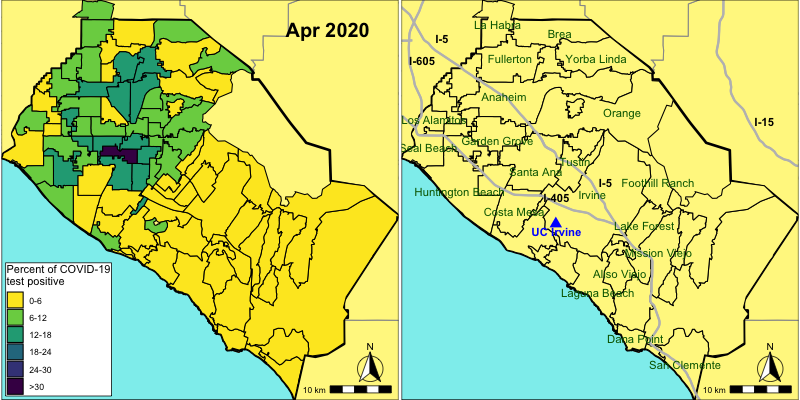 Apr 2020
Percent of COVID-19
test positive
0-6
6-12
12-18
18-24
24-30
>30
N
10 km
La Habra
Brea
I-5
I-605
Fullerton
Yorba Linda
Anaheim
Orange
Los Alamitos
I-15
Garden Grove
Seal Beach
Tustin
Santa Ana
I-5
Foothill Ranch
Huntington Beach
Irvine
I-405
Costa Mesa
UC Irvine
Lake Forest
Mission Viejo
Aliso Viejo
Laguna Beach
Dana Point
San Clemente
N
10 km